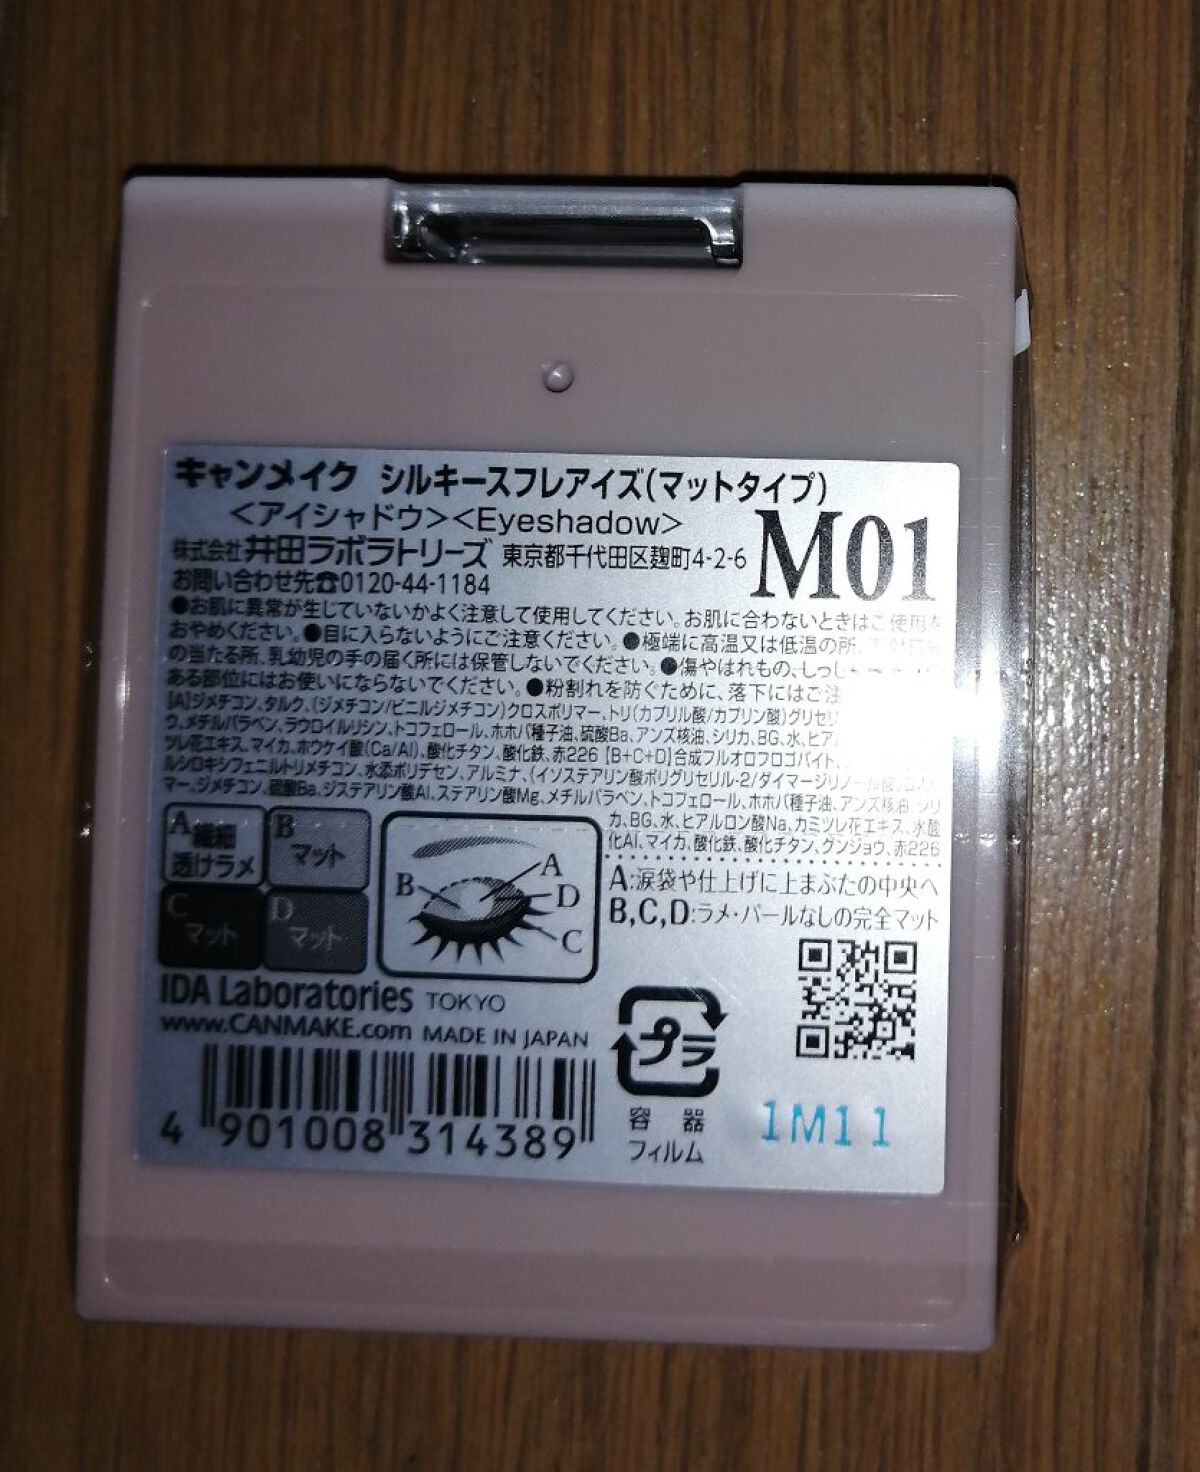 キャンメイク シルキースフレアイズ(マットタイプ)
<アイシャドウ><Eyeshadow>
M01
株式会社井田ラボラトリーズ 東京都千代田区麹町4-2-6
お問い合わせ先☎0120-44-1184
●お肌に異常が生じていないかよく注意して使用してください。お肌に合わないときはご使用を
おやめください。●目に入らないようにご注意ください。●極端に高温又は低温の所、
の当たる所、乳幼児の手の届く所には保管しないでください。●傷やはれもの、しっし
ある部位にはお使いにならないでください。●粉割れを防ぐために、落下にはご注
[A]ジメチコン、タルク、(ジメチコン/ビニルジメチコン)クロスポリマー、トリ(カプリル酸/カプリン酸)グリセリ
ウ、メチルパラベン、ラウロイルリシン、トコフェロール、ホホバ種子油、硫酸Ba、アンズ核油、シリカ、BG、水、ヒアル
ツレ花エキス、マイカ、ホウケイ酸(Ca/Al)、酸化チタン、酸化鉄、赤226 [B+C+D]合成フルオロフロゴパイト、
ルシロキシフェニルトリメチコン、水添ポリデセン、アルミナ、(イソステアリン酸ポリグリセリル-2/ダイマージリノール酸)コポリ
マー、ジメチコン、硫酸Ba、ジステアリン酸Al、ステアリン酸Mg、メチルパラベン、トコフェロール、ホホバ種子油、アンズ核油、シリ
カ、BG、水、ヒアルロン酸Na、カミツレ花エキス、水酸
化Al、マイカ、酸化鉄、酸化チタン、グンジョウ、赤226
A 繊細
透けラメ
B
マット
C
マット
D
マット
A
B
D
C
A:涙袋や仕上げに上まぶたの中央へ
B,C,D:ラメ・パールなしの完全マット
IDA Laboratories TOKYO
www.CANMAKE.com MADE IN JAPAN
4 901008 314389
プラ
容器
フィルム
1M11